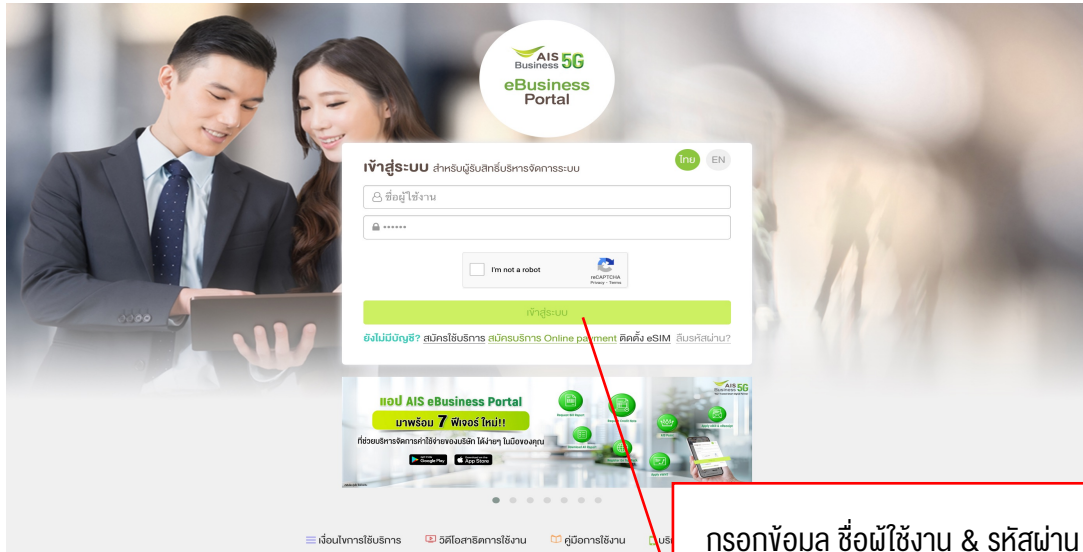 AIS 5G
Business
eBusiness
Portal
เข้าสู่ระบบ สำหรับผู้รับสิทธิ์บริหารจัดการระบบ
ไทย EN
ชื่อผู้ใช้งาน
••••••
I'm not a robot
reCAPTCHA
Privacy - Terms
เข้าสู่ระบบ
ยังไม่มีบัญชี? สมัครใช้บริการ สมัครบริการ Online payment ติดตั้ง eSIM ลืมรหัสผ่าน?
AIS 5G
Business
แอป AIS eBusiness Portal
มาพร้อม 7 ฟีเจอร์ ใหม่!!
ที่ช่วยบริหารจัดการค่าใช้จ่ายของบริษัท ได้ง่ายๆ ในมือของคุณ
Google Play App Store
เงื่อนไขการใช้บริการ วิดีโอสาธิตการใช้งาน คู่มือการใช้งาน
กรอกข้อมูล ชื่อผู้ใช้งาน & รหัสผ่าน